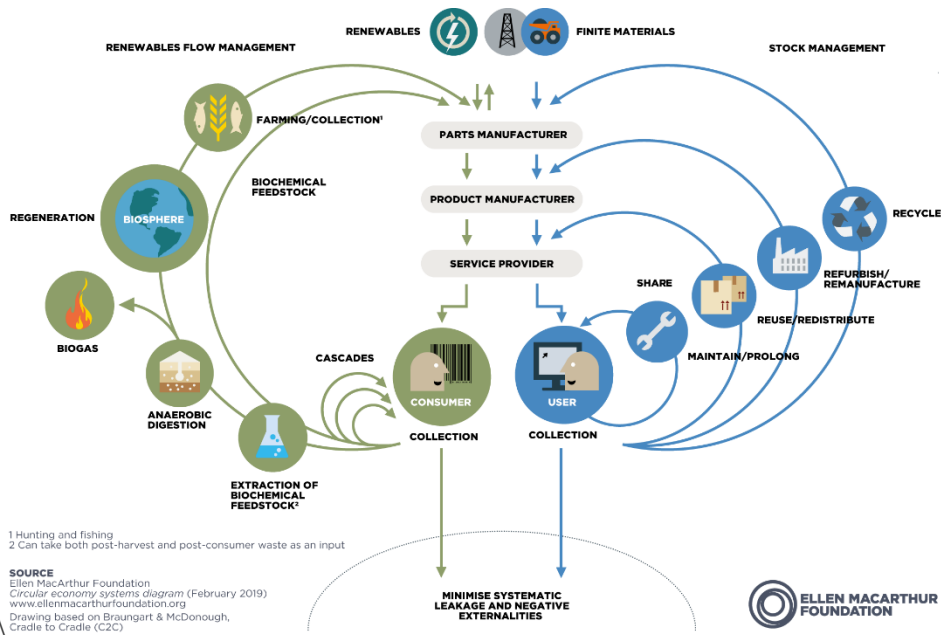 RENEWABLES
FINITE MATERIALS
RENEWABLES FLOW MANAGEMENT
STOCK MANAGEMENT
FARMING/COLLECTION¹
PARTS MANUFACTURER
BIOCHEMICAL
FEEDSTOCK
PRODUCT MANUFACTURER
REGENERATION
BIOSPHERE
RECYCLE
SERVICE PROVIDER
SHARE
REFURBISH/
REMANUFACTURE
REUSE/REDISTRIBUTE
BIOGAS
CASCADES
MAINTAIN/PROLONG
CONSUMER
USER
ANAEROBIC
DIGESTION
COLLECTION
COLLECTION
EXTRACTION OF
BIOCHEMICAL
FEEDSTOCK²
1 Hunting and fishing
2 Can take both post-harvest and post-consumer waste as an input
SOURCE
Ellen MacArthur Foundation
Circular economy systems diagram (February 2019)
www.ellenmacarthurfoundation.org
Drawing based on Braungart & McDonough,
Cradle to Cradle (C2C)
MINIMISE SYSTEMATIC
LEAKAGE AND NEGATIVE
EXTERNALITIES
ELLEN MACARTHUR
FOUNDATION